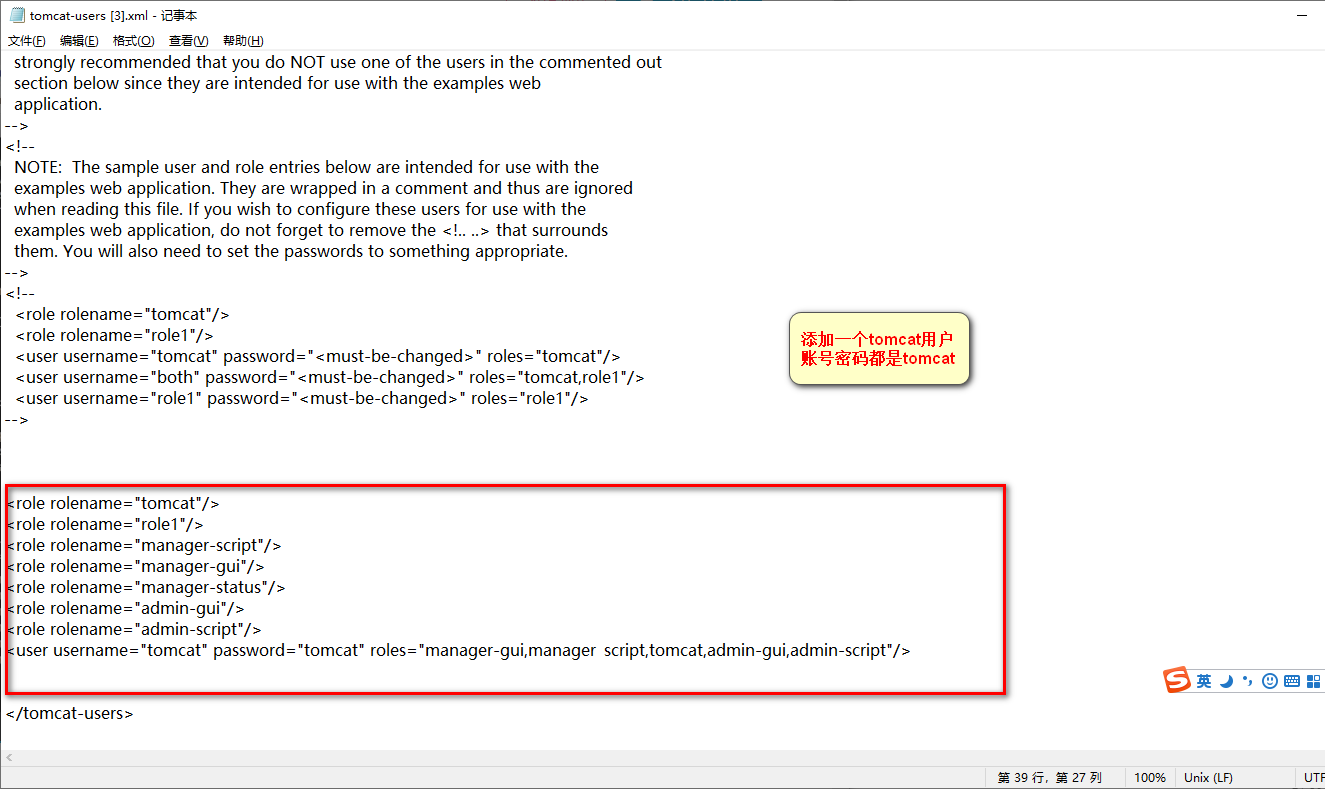 tomcat-users [3].xml - 记事本
文件(F) 编辑(E) 格式(O) 查看(V) 帮助(H)
strongly recommended that you do NOT use one of the users in the commented out
section below since they are intended for use with the examples web
application.
-->
<!--
NOTE:  The sample user and role entries below are intended for use with the
examples web application. They are wrapped in a comment and thus are ignored
when reading this file. If you wish to configure these users for use with the
examples web application, do not forget to remove the <!.. ..> that surrounds
them. You will also need to set the passwords to something appropriate.
-->
<!--
<role rolename="tomcat"/>
<role rolename="role1"/>
<user username="tomcat" password="<must-be-changed>" roles="tomcat"/>
<user username="both" password="<must-be-changed>" roles="tomcat,role1"/>
<user username="role1" password="<must-be-changed>" roles="role1"/>
-->
添加一个tomcat用户
账号密码都是tomcat
<role rolename="tomcat"/>
<role rolename="role1"/>
<role rolename="manager-script"/>
<role rolename="manager-gui"/>
<role rolename="manager-status"/>
<role rolename="admin-gui"/>
<role rolename="admin-script"/>
<user username="tomcat" password="tomcat" roles="manager-gui,manager script,tomcat,admin-gui,admin-script"/>
</tomcat-users>
S 英
第 39 行，第 27 列 100% Unix (LF) UTF